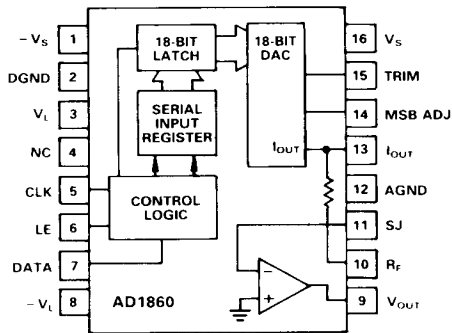 − VS 1
DGND 2
VL 3
NC 4
CLK 5
LE 6
DATA 7
− VL 8
18-BIT
LATCH
SERIAL
INPUT
REGISTER
CONTROL
LOGIC
AD1860
18-BIT
DAC
IOUT
−
+
16 VS
15 TRIM
14 MSB ADJ
13 IOUT
12 AGND
11 SJ
10 RF
9 VOUT